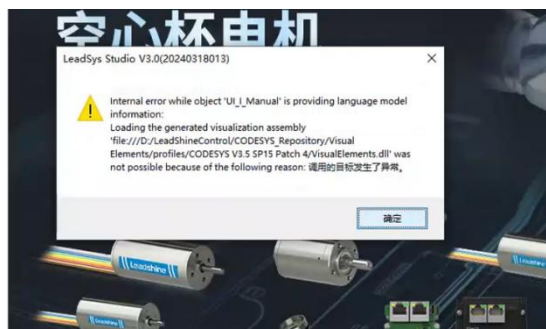 空心杯电机
LeadSys Studio V3.0(20240318013)
Internal error while object 'UI_I_Manual' is providing language model
information:
Loading the generated visualization assembly
'file:///D:/LeadShineControl/CODESYS_Repository/Visual
Elements/profiles/CODESYS V3.5 SP15 Patch 4/VisualElements.dll' was
not possible because of the following reason: 调用的目标发生了异常。
确定
Leadshine
Leadshine
Leadshine